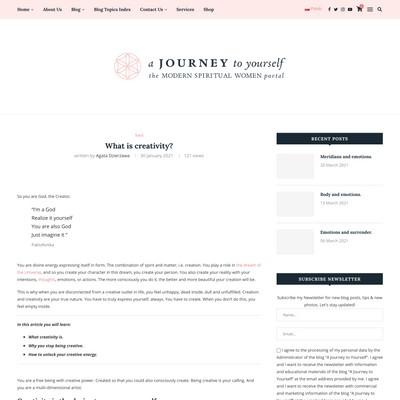 Home
About Us
Blog
Blog Topics Index
Contact Us
Services
Shop
a JOURNEY to yourself
the MODERN SPIRITUAL WOMEN portal
What is creativity?
written by Agata Dzierzawa
30 January 2021
121 views
So you are God, the Creator.
"I'm a God
Realize it yourself
You are also God
Just imagine it."
You are divine energy expressing itself in form. The combination of spirit and matter, i.e. creation. You play a role in the dream of
the Universe, and so you create your character in this dream, you create your person. You also create your reality with your
intentions, thoughts, emotions, or actions. The more consciously you do it, the better and more beautiful your creation will be.
This is why when you are disconnected from a creative outlet in life, you feel unhappy, dead inside, dull and unfulfilled. Creation
and creativity are your true nature. You have to truly express yourself, always. You have to create. When you don't do this, you
feel empty inside.
In this article you will learn:
What creativity is.
Why you stop being creative.
How to unlock your creative energy.
You are a free being with creative power. Created so that you could also consciously create. Being creative is your calling. And
you are a multi-dimensional artist.
RECENT POSTS
Meridians and emotions.
20 March 2021
Body and emotions.
13 March 2021
Emotions and surrender.
06 March 2021
SUBSCRIBE NEWSLETTER
Subscribe my Newsletter for new blog posts, tips & new
photos. Let's stay updated!
Name...
Email...
I agree to the processing of my personal data by the
Administrator of the blog "A Journey to Yourself". I agree
and I want to receive the newsletter with information
and educational materials of the blog "A Journey to
Yourself" at the email address provided by me. I agree
and I want to receive the newsletter with commercial
and marketing information of the blog "A Journey to